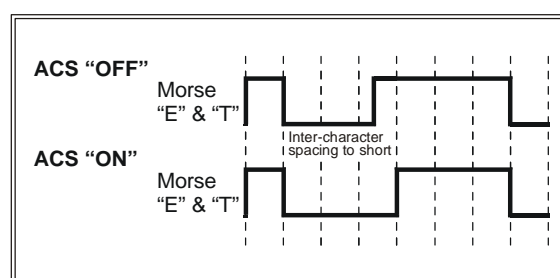 ACS “OFF”
Morse
“E” & “T”
Inter-character
spacing to short
ACS “ON”
Morse
“E” & “T”